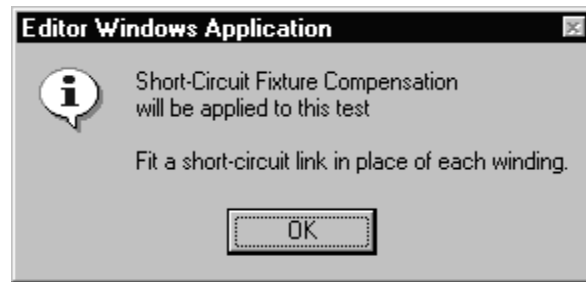 Editor Windows Application
Short-Circuit Fixture Compensation
will be applied to this test
Fit a short-circuit link in place of each winding.
OK